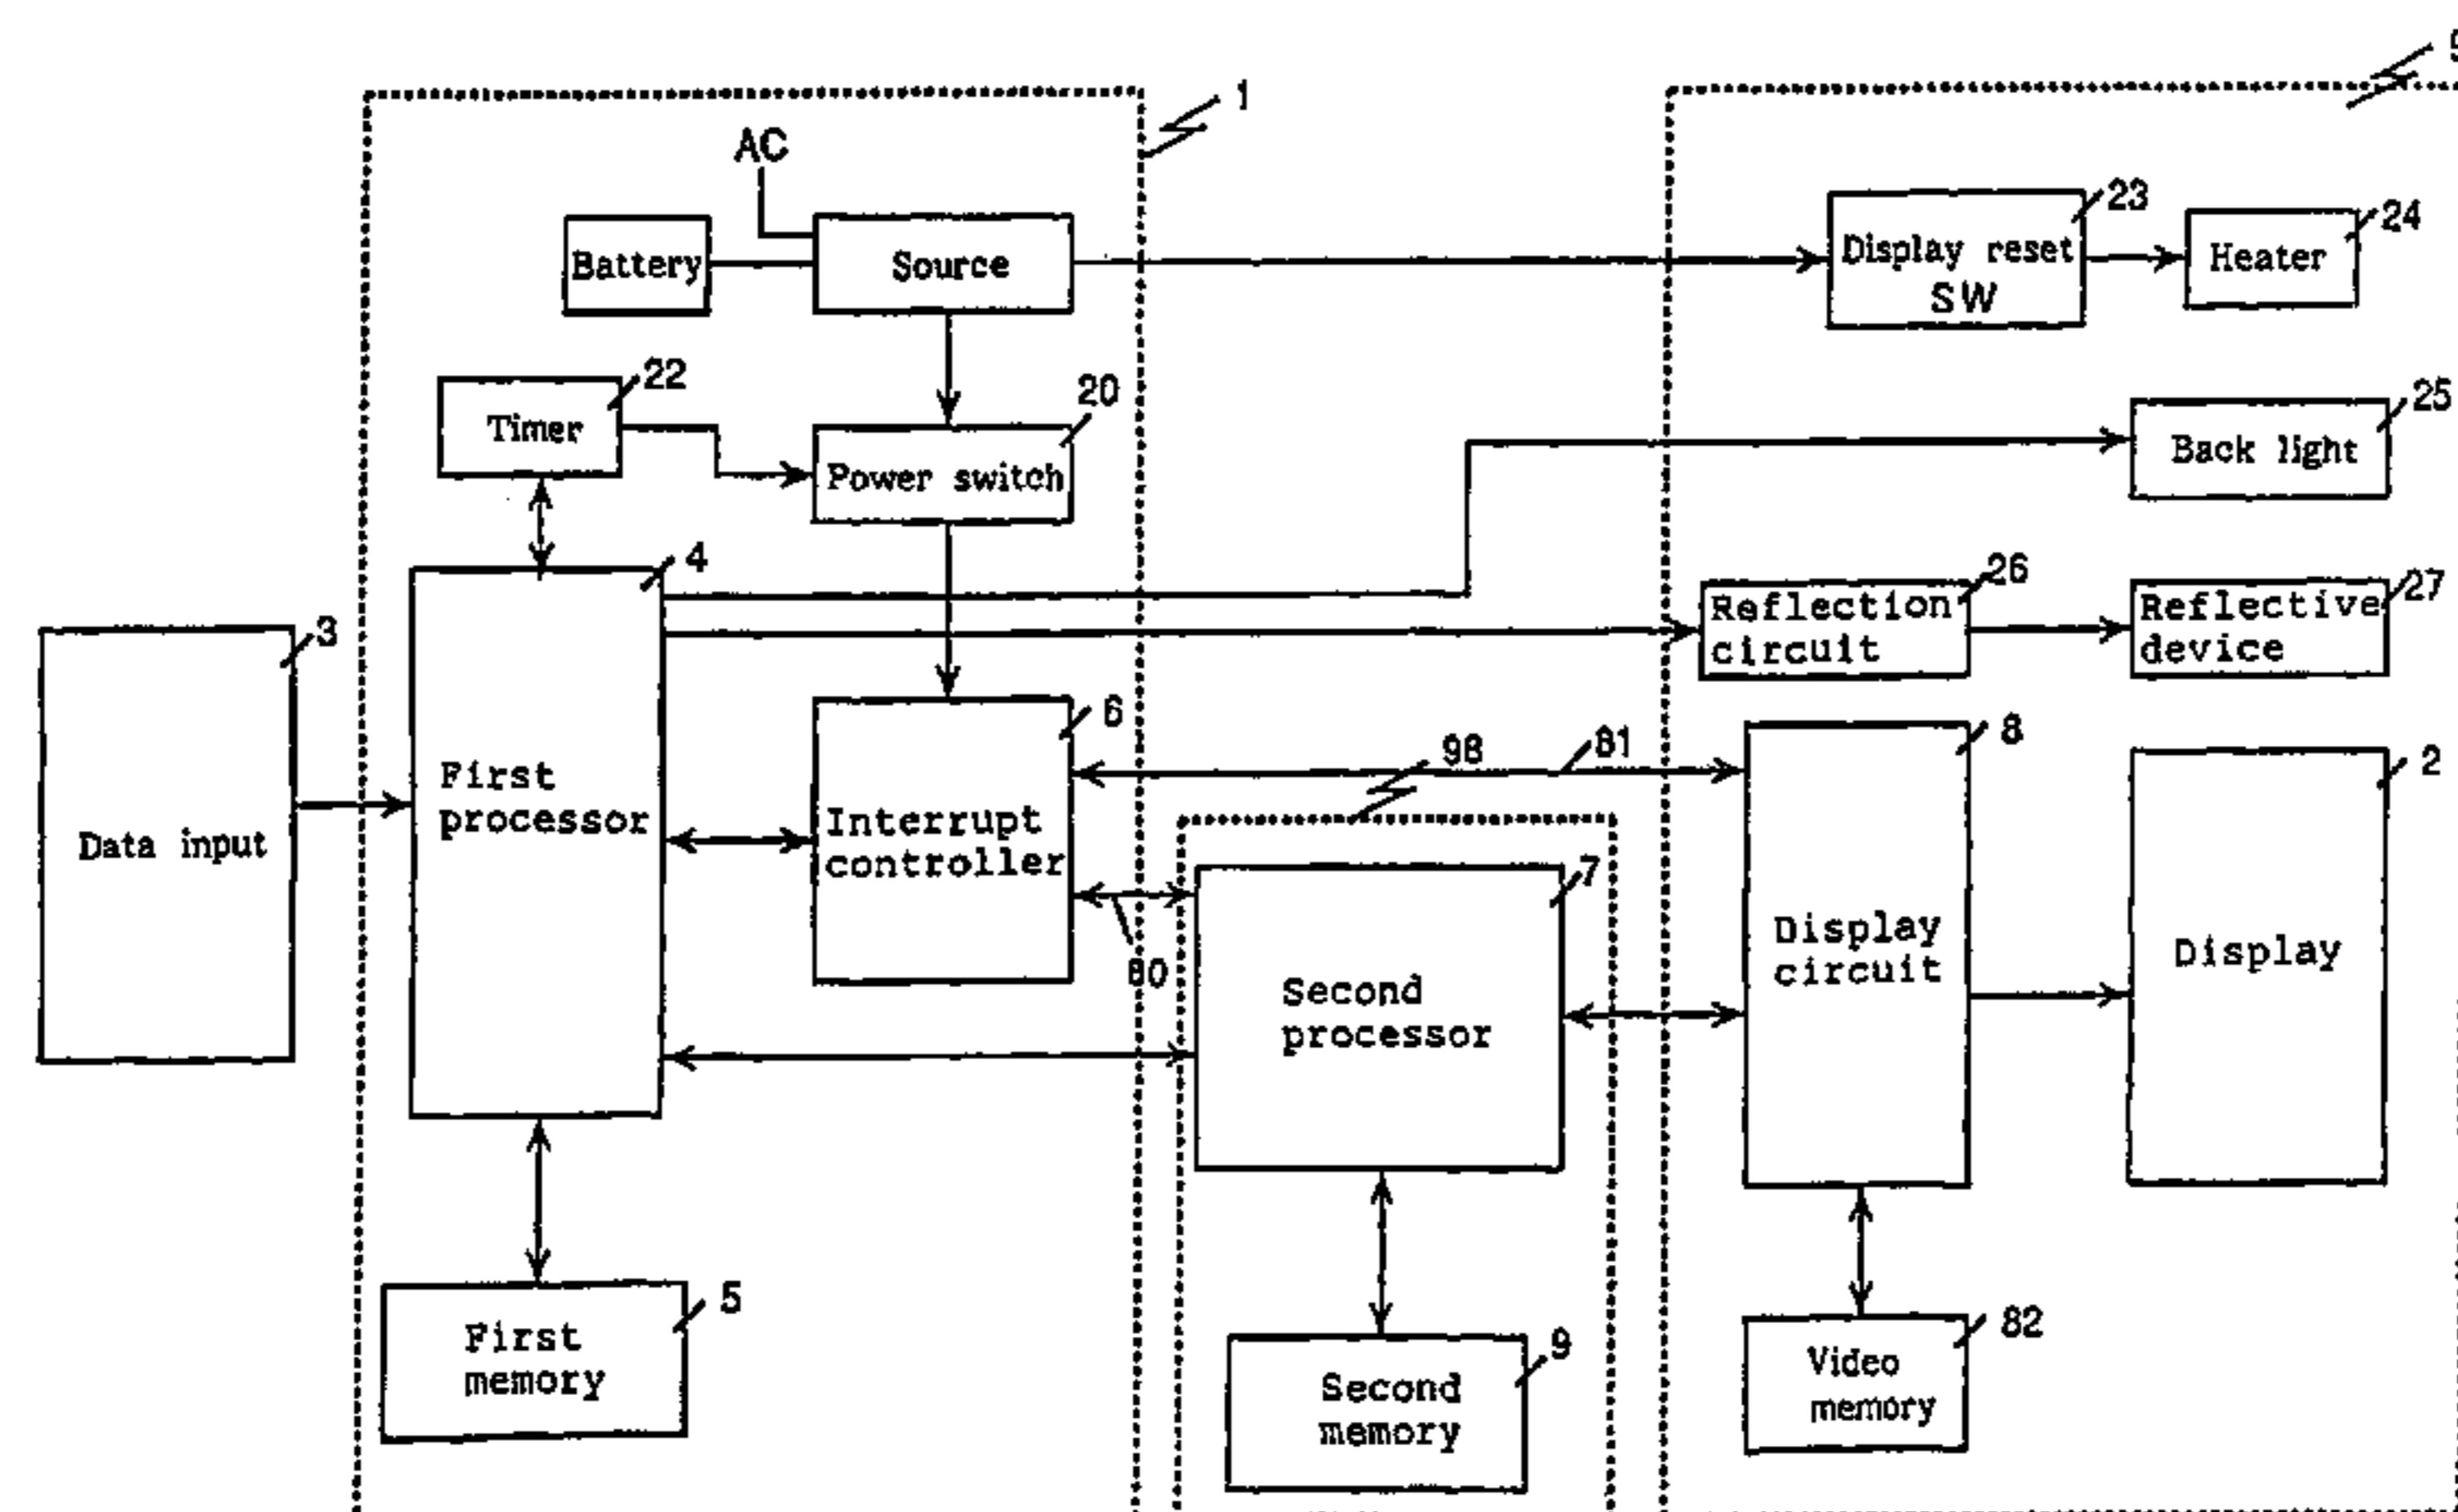 1
AC
Battery
Source
Display reset
SW
23
Heater
24
Timer
22
Power switch
20
Back light
25
First
processor
4
Reflection
circuit
26
Reflective
device
27
Data input
3
Interrupt
controller
6
98
81
80
Second
processor
7
Display
circuit
8
Display
2
First
memory
5
Second
memory
9
Video
memory
82